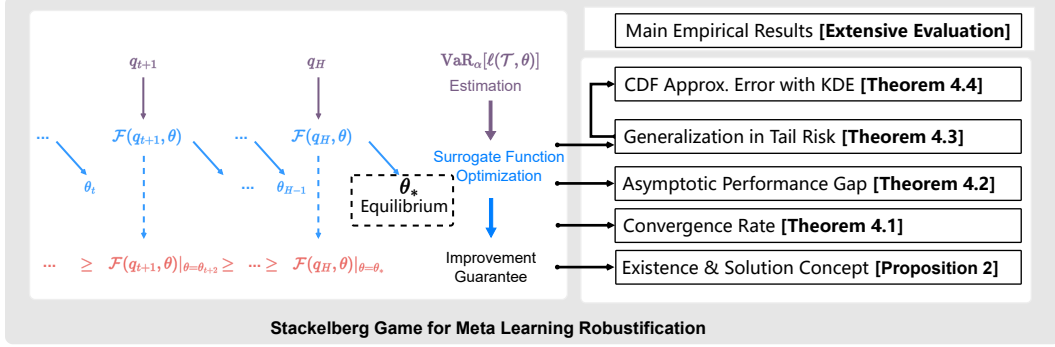 q_{t+1}
q_H
VaR_α[ℓ(𝒯, θ)]
Estimation
... ℱ(q_{t+1}, θ) ... ℱ(q_H, θ)
θ_t ... θ_{H−1}
Surrogate Function
Optimization
θ_*
Equilibrium
... ≥ ℱ(q_{t+1}, θ)|_{θ=θ_{t+2}} ≥ ... ≥ ℱ(q_H, θ)|_{θ=θ_*}
Improvement
Guarantee
Main Empirical Results [Extensive Evaluation]
CDF Approx. Error with KDE [Theorem 4.4]
Generalization in Tail Risk [Theorem 4.3]
Asymptotic Performance Gap [Theorem 4.2]
Convergence Rate [Theorem 4.1]
Existence & Solution Concept [Proposition 2]
Stackelberg Game for Meta Learning Robustification